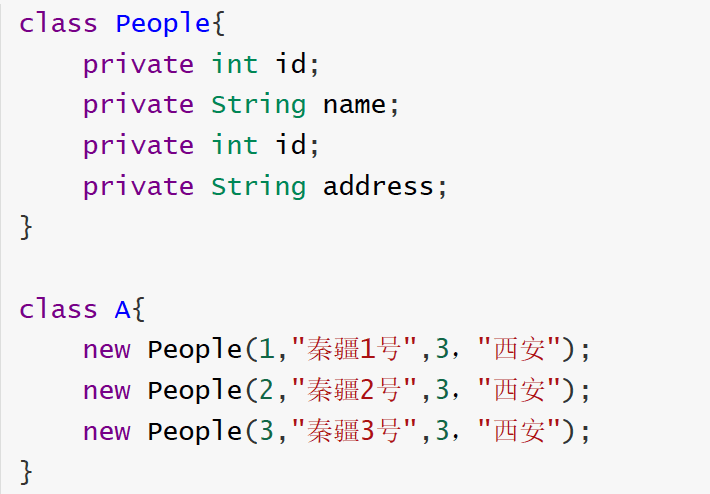 class People{
    private int id;
    private String name;
    private int id;
    private String address;
}

class A{
    new People(1,"秦疆1号",3，"西安");
    new People(2,"秦疆2号",3，"西安");
    new People(3,"秦疆3号",3，"西安");
}